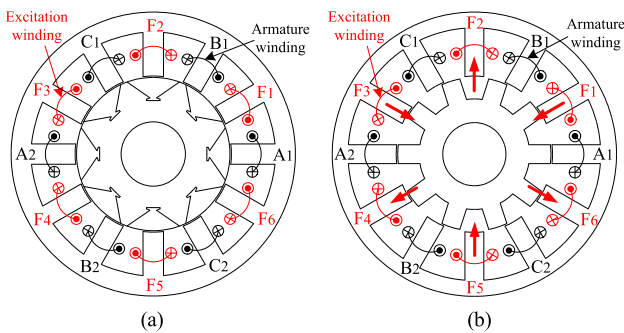 Excitation
winding
F2
C1
B1
Armature
winding
F3
F1
A2
A1
F4
F6
B2
C2
F5
(a)
Excitation
winding
F2
C1
B1
Armature
winding
F3
F1
A2
A1
F4
F6
B2
C2
F5
(b)